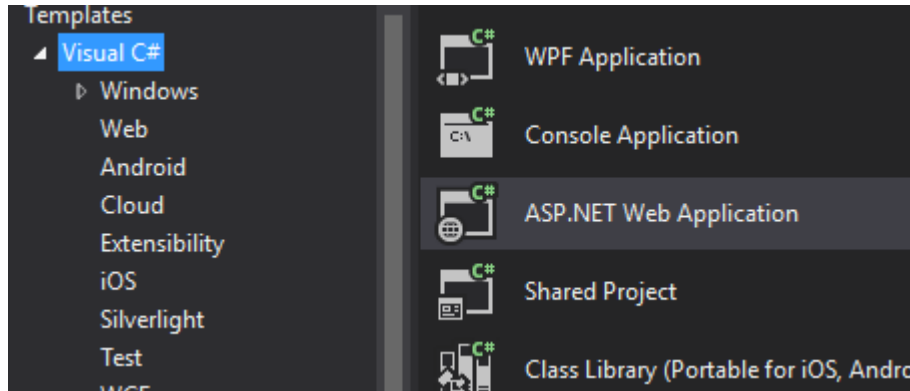 Templates
Visual C#
Windows
Web
Android
Cloud
Extensibility
iOS
Silverlight
Test
WCF
C#
WPF Application
C#
C:\
Console Application
C#
ASP.NET Web Application
C#
Shared Project
C#
Class Library (Portable for iOS, Andro